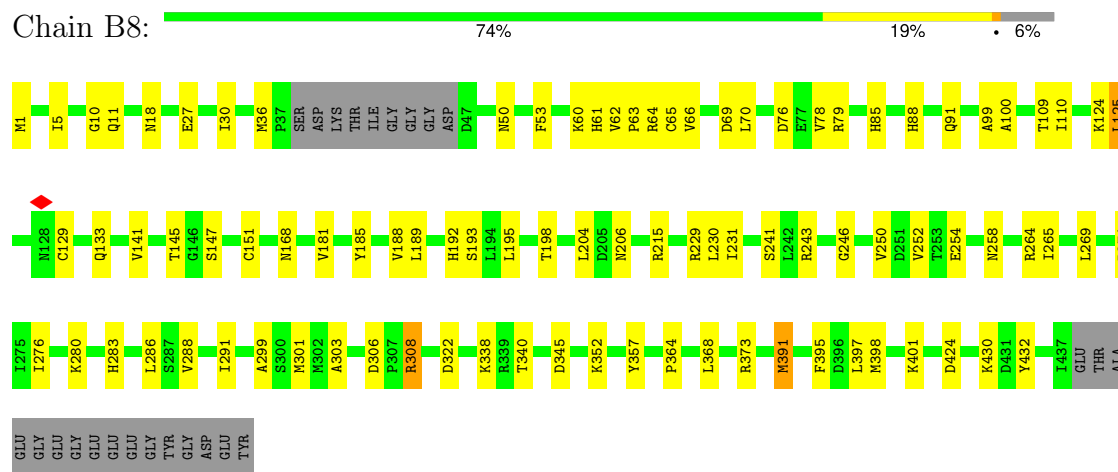 Chain B8:
74% 19% • 6%
M1 I5 G10 Q11 N18 E27 I30 M36 P37 SER ASP LYS THR ILE GLY GLY GLY ASP D47 N50 F53 K60 H61 V62 P63 R64 C65 V66 D69 L70 D76 E77 V78 R79 H85 H88 Q91 A99 A100 T109 I110 K124
N128 C129 Q133 V141 T145 G146 S147 C151 N168 V181 Y185 V188 L189 H192 S193 L194 L195 T198 L204 D205 N206 R215 R229 L230 I231 S241 L242 R243 G246 V250 D251 V252 T253 E254 N258 R264 I265 L269
I275 I276 K280 H283 L286 S287 V288 I291 A299 S300 M301 M302 A303 D306 P307 R308 D322 K338 R339 T340 D345 K352 Y357 P364 L368 R373 M391 F395 D396 L397 M398 K401 D424 K430 D431 Y432 I437 GLU THR ALA
GLU GLY GLU GLY GLU GLU GLU GLY TYR GLY ASP GLU TYR